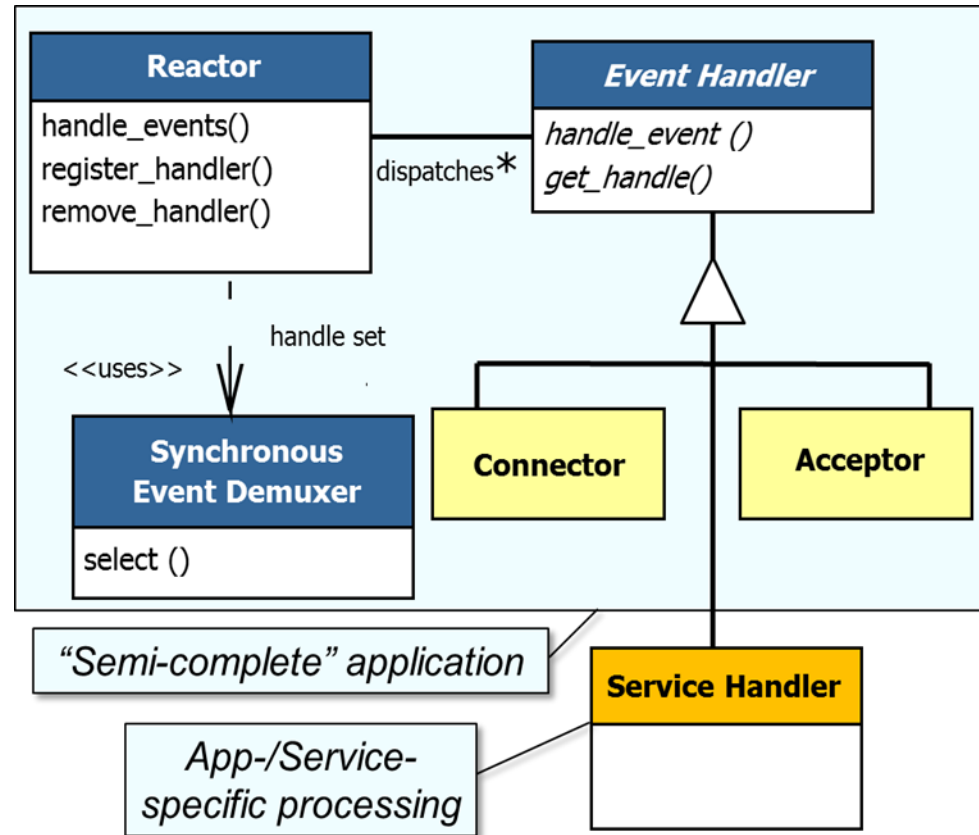 Reactor
handle_events()
register_handler()
remove_handler()
dispatches*
Event Handler
handle_event ()
get_handle()
handle set
<<uses>>
Synchronous
Event Demuxer
select ()
Connector
Acceptor
“Semi-complete” application
Service Handler
App-/Service-
specific processing